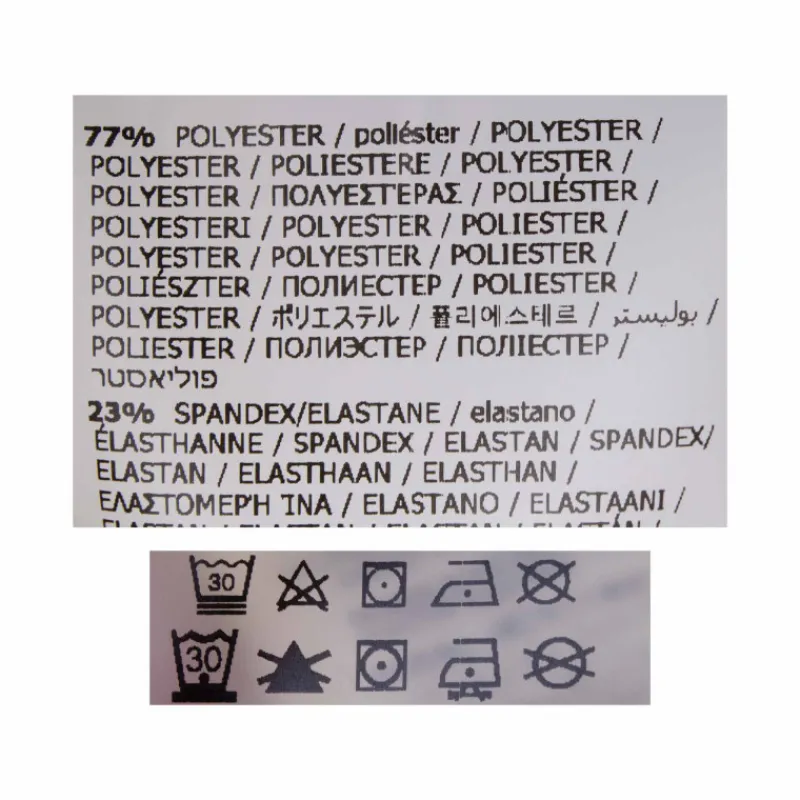 77% POLYESTER / poliéster / POLYESTER /
POLYESTER / POLIESTERE / POLYESTER /
POLYESTER / ΠΟΛΥΕΣΤΕΡΑΣ / POLIÉSTER /
POLYESTERI / POLYESTER / POLIESTER /
POLYESTER / POLYESTER / POLIESTER /
POLIÉSZTER / ПОЛИЕСТЕР / POLIESTER /
POLYESTER / ポリエステル / 폴리에스테르 / بوليستر /
POLIESTER / ПОЛИЭСТЕР / ПОЛІЕСТЕР /
פוליאסטר
23% SPANDEX/ELASTANE / elastano /
ÉLASTHANNE / SPANDEX / ELASTAN / SPANDEX/
ELASTAN / ELASTHAAN / ELASTHAN /
ΕΛΑΣΤΟΜΕΡΉ ΊΝΑ / ELASTANO / ELASTAANI /
30
30